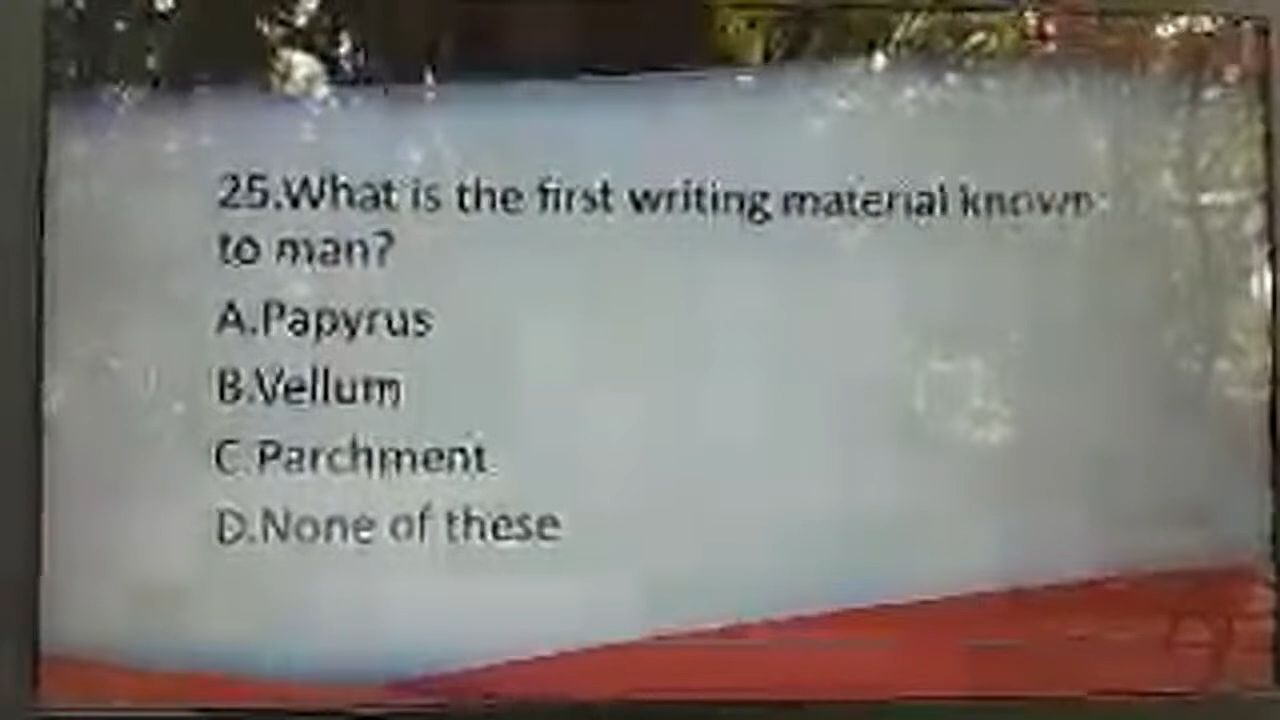 25.What is the first writing material known
to man?
A.Papyrus
B.Vellum
C.Parchment
D.None of these